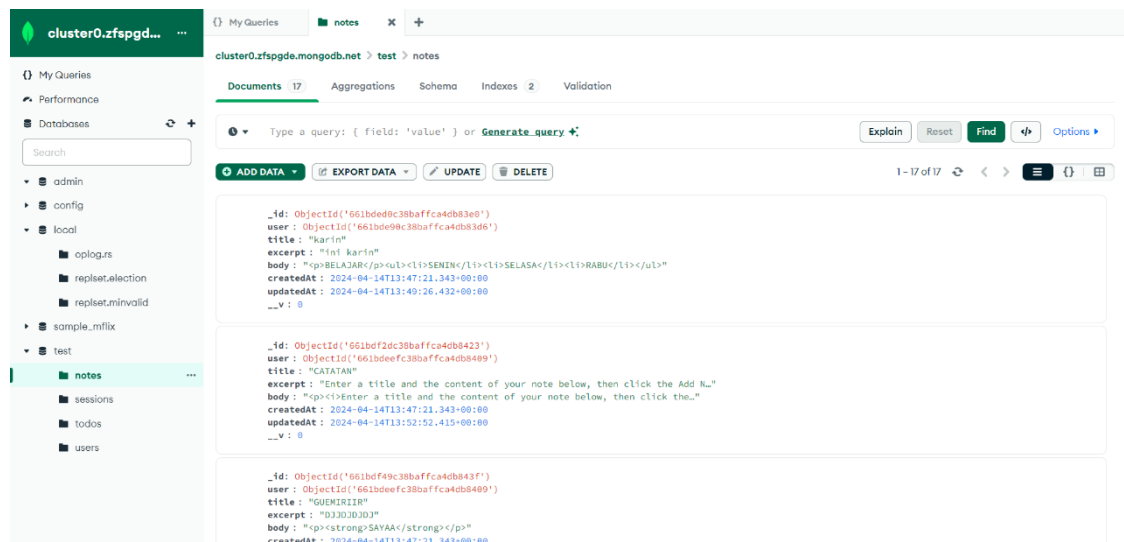 cluster0.zfspgd... ...
{} My Queries
Performance
Databases
Search
admin
config
local
oplog.rs
replset.election
replset.minvalid
sample_mflix
test
notes ...
sessions
todos
users
{} My Queries
notes × +
cluster0.zfspgde.mongodb.net > test > notes
Documents 17 Aggregations Schema Indexes 2 Validation
Type a query: { field: 'value' } or Generate query
Explain Reset Find </> Options
ADD DATA EXPORT DATA UPDATE DELETE
1 – 17 of 17 {}
_id: ObjectId('661bded0c38baffca4db83e0')
user : ObjectId('661bde90c38baffca4db83d6')
title : "karin"
excerpt : "ini karin"
body : "<p>BELAJAR</p><ul><li>SENIN</li><li>SELASA</li><li>RABU</li></ul>"
createdAt : 2024-04-14T13:47:21.343+00:00
updatedAt : 2024-04-14T13:49:26.432+00:00
__v : 0
_id: ObjectId('661bdf2dc38baffca4db8423')
user : ObjectId('661bdeefc38baffca4db8409')
title : "CATATAN"
excerpt : "Enter a title and the content of your note below, then click the Add N…"
body : "<p><i>Enter a title and the content of your note below, then click the…"
createdAt : 2024-04-14T13:47:21.343+00:00
updatedAt : 2024-04-14T13:52:52.415+00:00
__v : 0
_id: ObjectId('661bdf49c38baffca4db843f')
user : ObjectId('661bdeefc38baffca4db8409')
title : "GUEMIRIIR"
excerpt : "DJJDJDJDJ"
body : "<p><strong>SAYAA</strong></p>"
createdAt : 2024-04-14T13:47:21.343+00:00